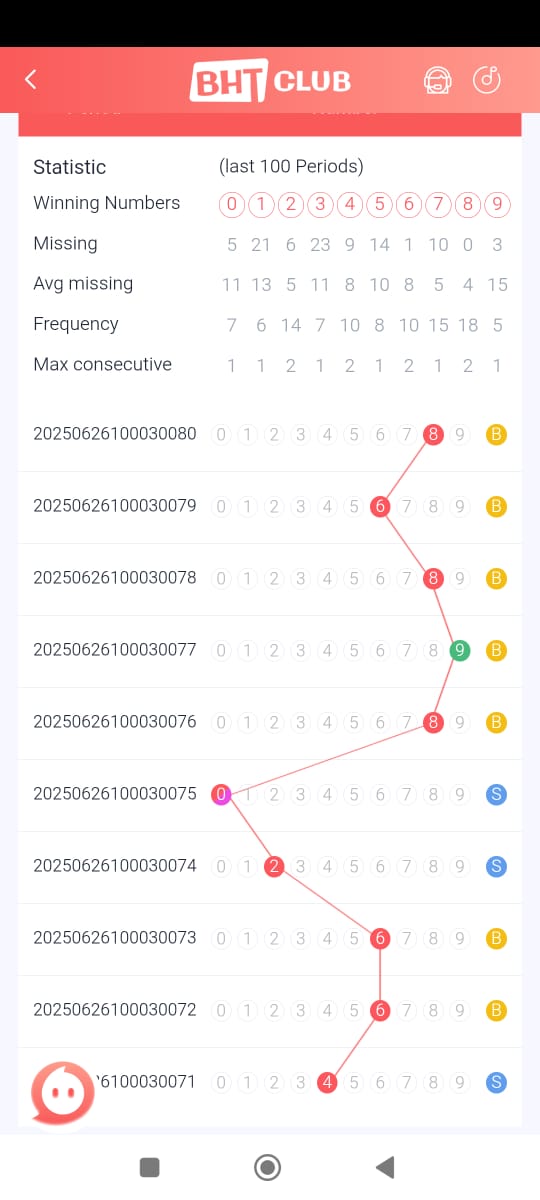 BHT CLUB
Statistic (last 100 Periods)
Winning Numbers 0 1 2 3 4 5 6 7 8 9
Missing 5 21 6 23 9 14 1 10 0 3
Avg missing 11 13 5 11 8 10 8 5 4 15
Frequency 7 6 14 7 10 8 10 15 18 5
Max consecutive 1 1 2 1 2 1 2 1 2 1
20250626100030080 0 1 2 3 4 5 6 7 8 9 B
20250626100030079 0 1 2 3 4 5 6 7 8 9 B
20250626100030078 0 1 2 3 4 5 6 7 8 9 B
20250626100030077 0 1 2 3 4 5 6 7 8 9 B
20250626100030076 0 1 2 3 4 5 6 7 8 9 B
20250626100030075 0 1 2 3 4 5 6 7 8 9 S
20250626100030074 0 1 2 3 4 5 6 7 8 9 S
20250626100030073 0 1 2 3 4 5 6 7 8 9 B
20250626100030072 0 1 2 3 4 5 6 7 8 9 B
6100030071 0 1 2 3 4 5 6 7 8 9 S